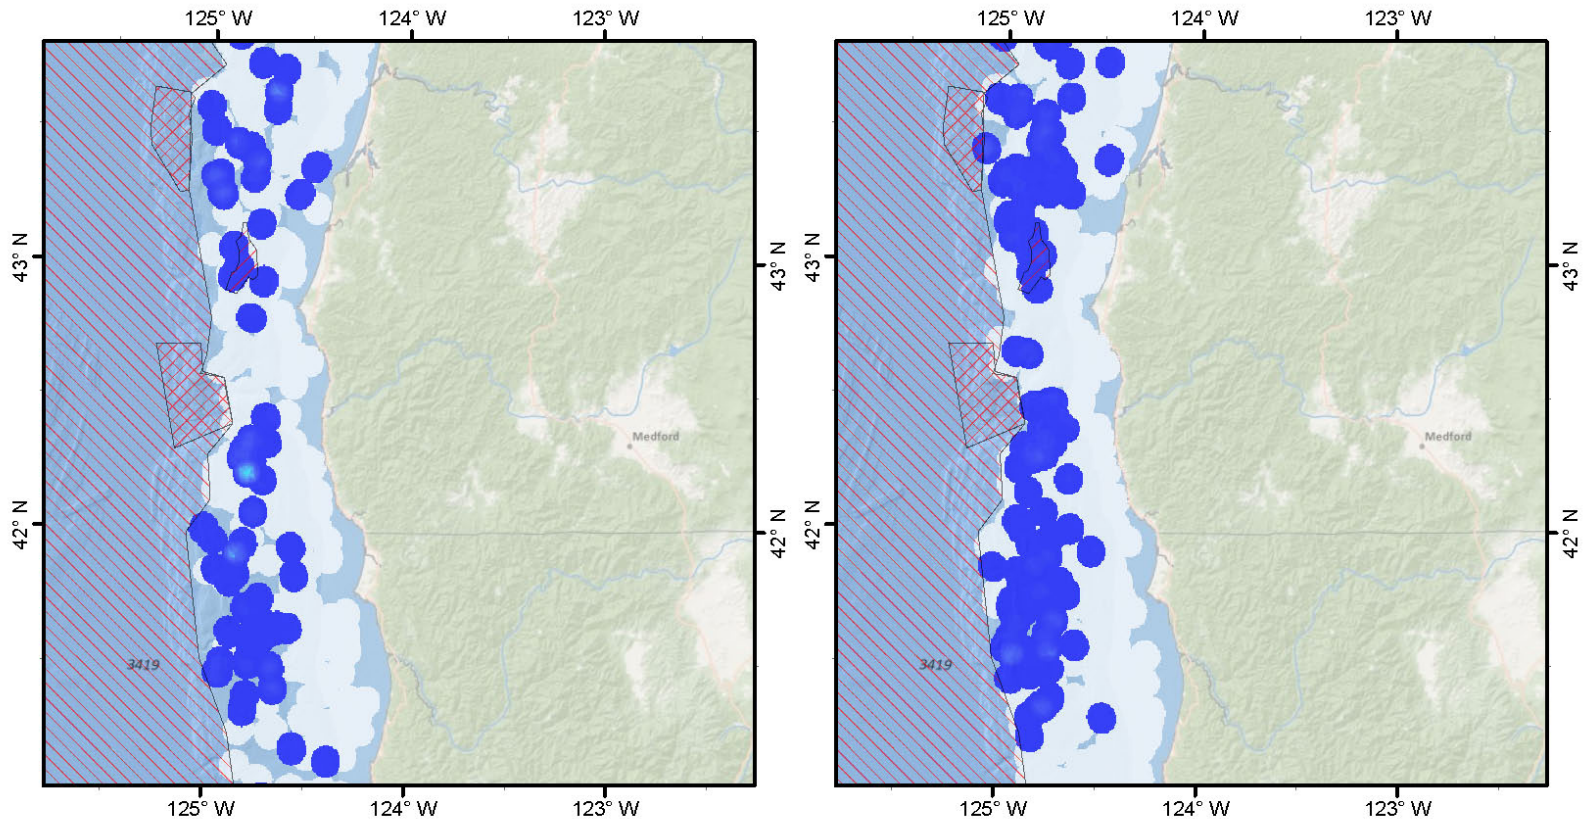 125° W 124° W 123° W 125° W 124° W 123° W
43° N 43° N 43° N 43° N
Medford Medford
42° N 42° N 42° N 42° N
3419 3419
125° W 124° W 123° W 125° W 124° W 123° W